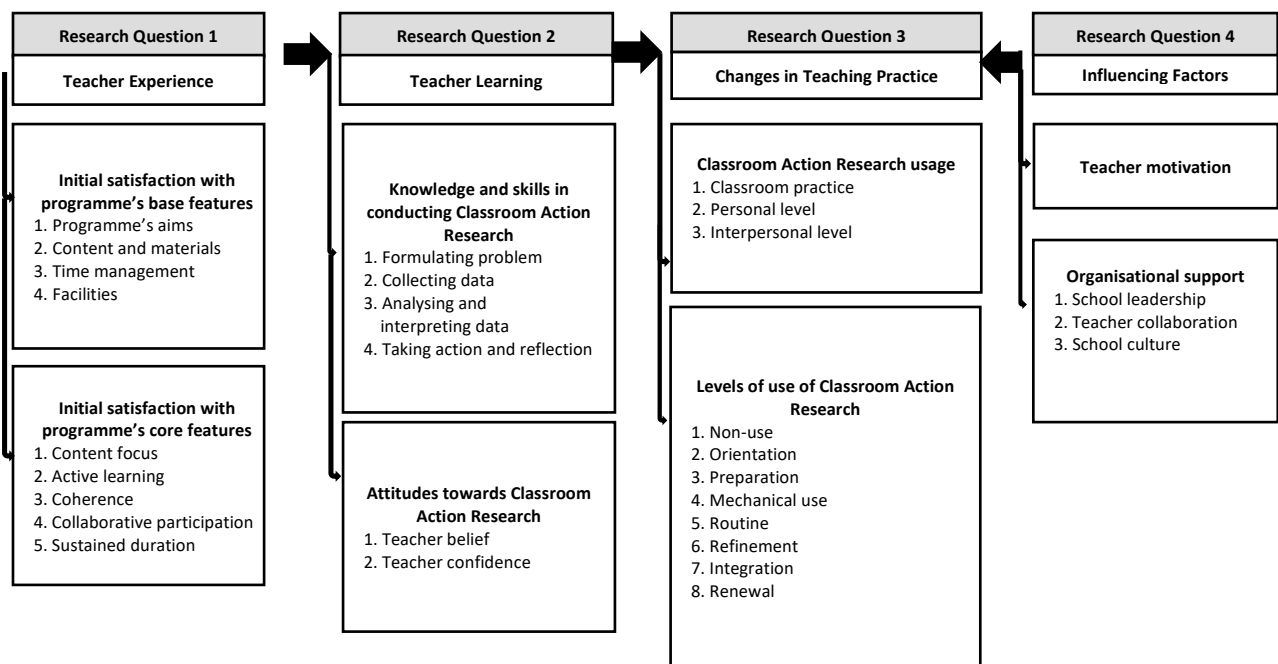 Research Question 1
Teacher Experience
Initial satisfaction with
programme's base features
1. Programme's aims
2. Content and materials
3. Time management
4. Facilities
Initial satisfaction with
programme's core features
1. Content focus
2. Active learning
3. Coherence
4. Collaborative participation
5. Sustained duration
Research Question 2
Teacher Learning
Knowledge and skills in
conducting Classroom Action
Research
1. Formulating problem
2. Collecting data
3. Analysing and
interpreting data
4. Taking action and reflection
Attitudes towards Classroom
Action Research
1. Teacher belief
2. Teacher confidence
Research Question 3
Changes in Teaching Practice
Classroom Action Research usage
1. Classroom practice
2. Personal level
3. Interpersonal level
Levels of use of Classroom Action
Research
1. Non-use
2. Orientation
3. Preparation
4. Mechanical use
5. Routine
6. Refinement
7. Integration
8. Renewal
Research Question 4
Influencing Factors
Teacher motivation
Organisational support
1. School leadership
2. Teacher collaboration
3. School culture